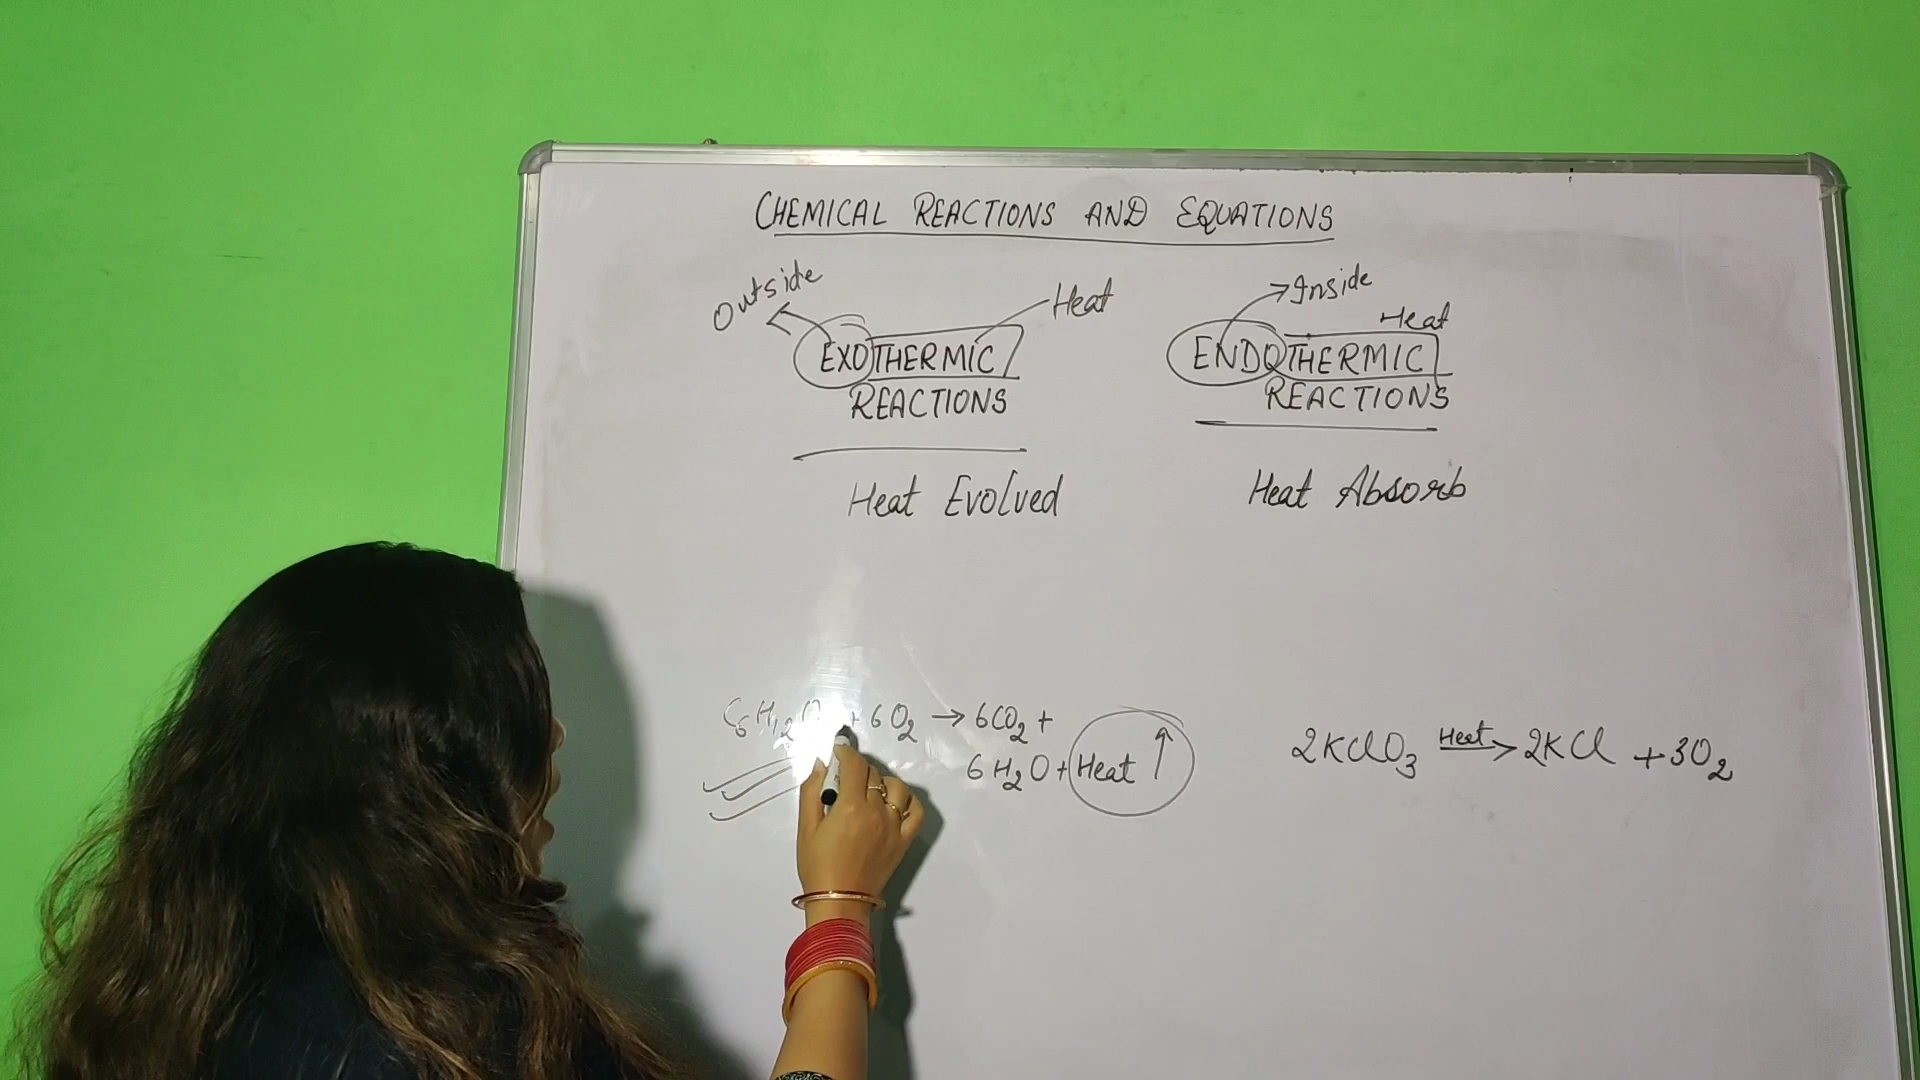 CHEMICAL REACTIONS AND EQUATIONS
Outside
Heat
EXOTHERMIC
REACTIONS
Heat Evolved
Inside
Heat
ENDOTHERMIC
REACTIONS
Heat Absorb
+ 6O₂ → 6CO₂ +
6H₂O + Heat ↑
2KClO₃ Heat→ 2KCl + 3O₂